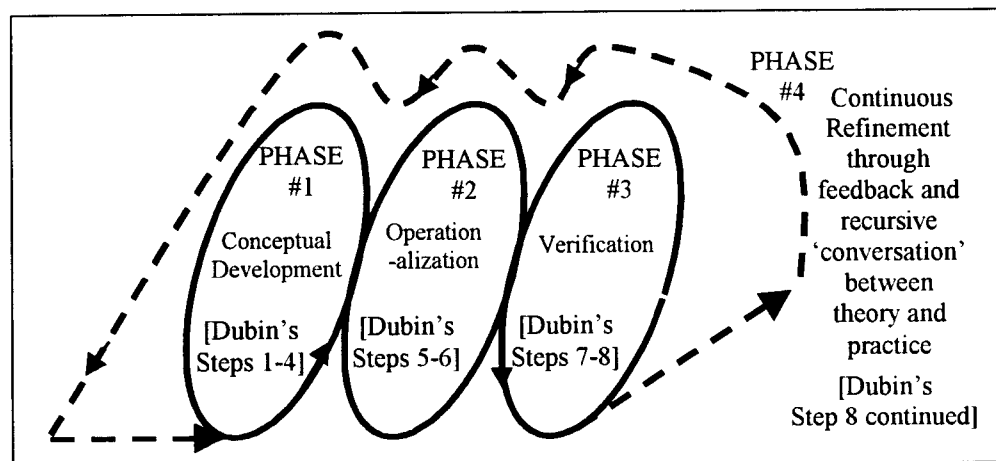 PHASE
#1
Conceptual
Development
[Dubin's
Steps 1-4]
PHASE
#2
Operation
-alization
[Dubin's
Steps 5-6]
PHASE
#3
Verification
[Dubin's
Steps 7-8]
PHASE
#4
Continuous
Refinement
through
feedback and
recursive
'conversation'
between
theory and
practice
[Dubin's
Step 8 continued]